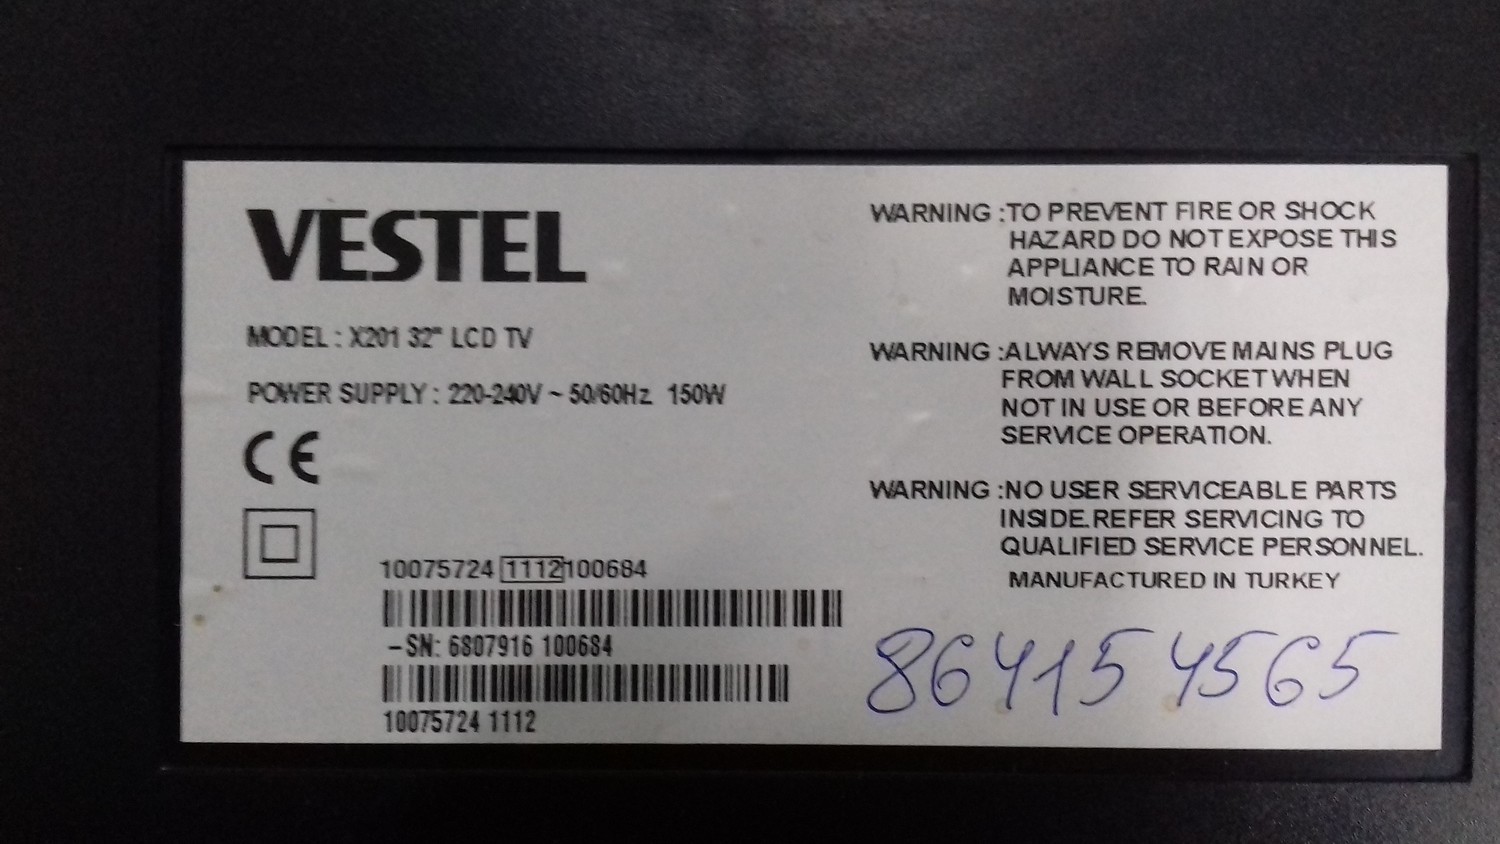 VESTEL
MODEL : X201 32" LCD TV
POWER SUPPLY : 220-240V ~ 50/60Hz 150W
CE
10075724 1112 100684
-SN: 6807916 100684
10075724 1112
WARNING :TO PREVENT FIRE OR SHOCK
HAZARD DO NOT EXPOSE THIS
APPLIANCE TO RAIN OR
MOISTURE.
WARNING :ALWAYS REMOVE MAINS PLUG
FROM WALL SOCKET WHEN
NOT IN USE OR BEFORE ANY
SERVICE OPERATION.
WARNING :NO USER SERVICEABLE PARTS
INSIDE.REFER SERVICING TO
QUALIFIED SERVICE PERSONNEL.
MANUFACTURED IN TURKEY
864154565